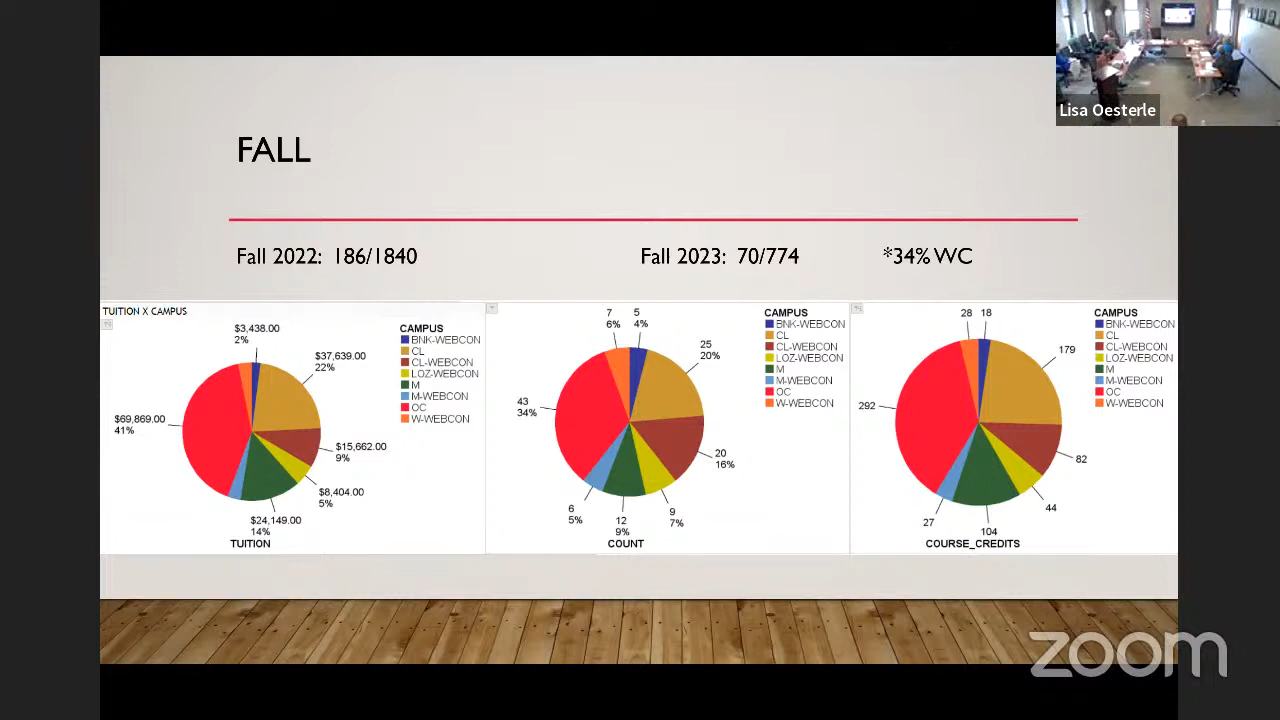 Lisa Oesterle
FALL
Fall 2022: 186/1840
Fall 2023: 70/774
*34% WC
TUITION X CAMPUS
$3,438.00
2%
$37,639.00
22%
$15,662.00
9%
$8,404.00
5%
$24,149.00
14%
$69,869.00
41%
TUITION
CAMPUS
BNK-WEBCON
CL
CL-WEBCON
LOZ-WEBCON
M
M-WEBCON
OC
W-WEBCON
7
6%
5
4%
25
20%
20
16%
9
7%
12
9%
6
5%
43
34%
COUNT
CAMPUS
BNK-WEBCON
CL
CL-WEBCON
LOZ-WEBCON
M
M-WEBCON
OC
W-WEBCON
28
18
179
82
44
104
27
292
COURSE_CREDITS
CAMPUS
BNK-WEBCON
CL
CL-WEBCON
LOZ-WEBCON
M
M-WEBCON
OC
W-WEBCON
zoom